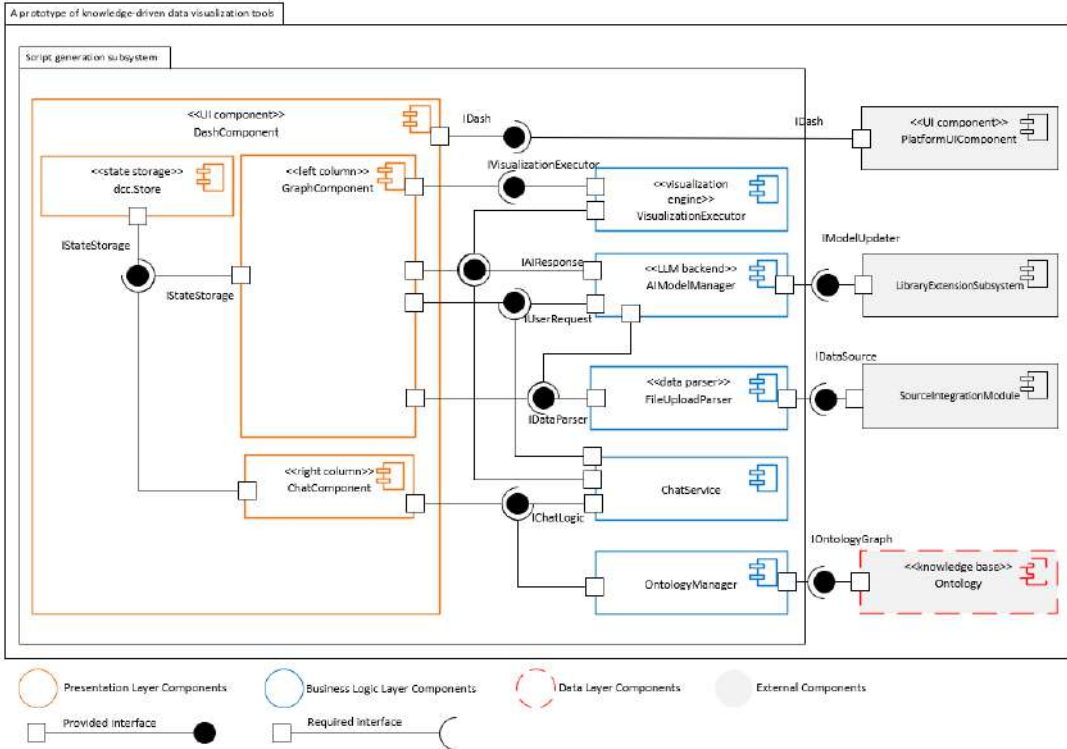 A prototype of knowledge-driven data visualization tools
Script generation subsystem
<<UI component>>
DashComponent
IDash
IDash
<<UI component>>
PlatformUIComponent
<<state storage>>
dcc.Store
<<left column>>
GraphComponent
IVisualizationExecutor
<<visualization
engine>>
VisualizationExecutor
IStateStorage
IStateStorage
IAIResponse
<<LLM backend>>
AIModelManager
IModelUpdater
LibraryExtensionSubsystem
IUserRequest
IDataSource
<<data parser>>
FileUploadParser
SourceIntegrationModule
IDataParser
<<right column>>
ChatComponent
ChatService
IChatLogic
IOntologyGraph
OntologyManager
<<knowledge base>>
Ontology
Presentation Layer Components
Business Logic Layer Components
Data Layer Components
External Components
Provided interface
Required interface